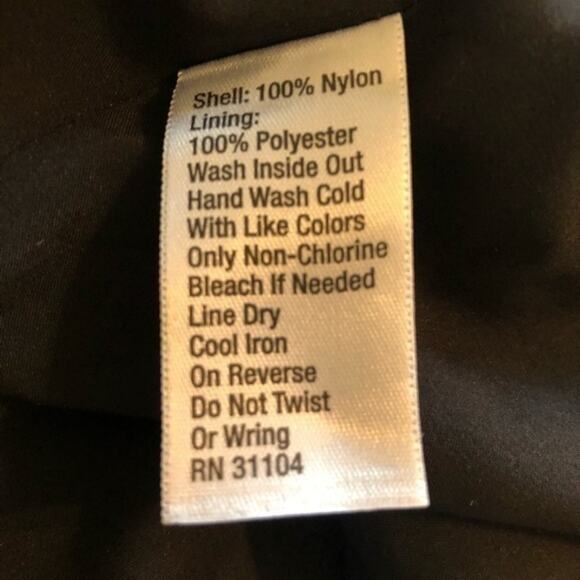 Shell: 100% Nylon
Lining:
100% Polyester
Wash Inside Out
Hand Wash Cold
With Like Colors
Only Non-Chlorine
Bleach If Needed
Line Dry
Cool Iron
On Reverse
Do Not Twist
Or Wring
RN 31104